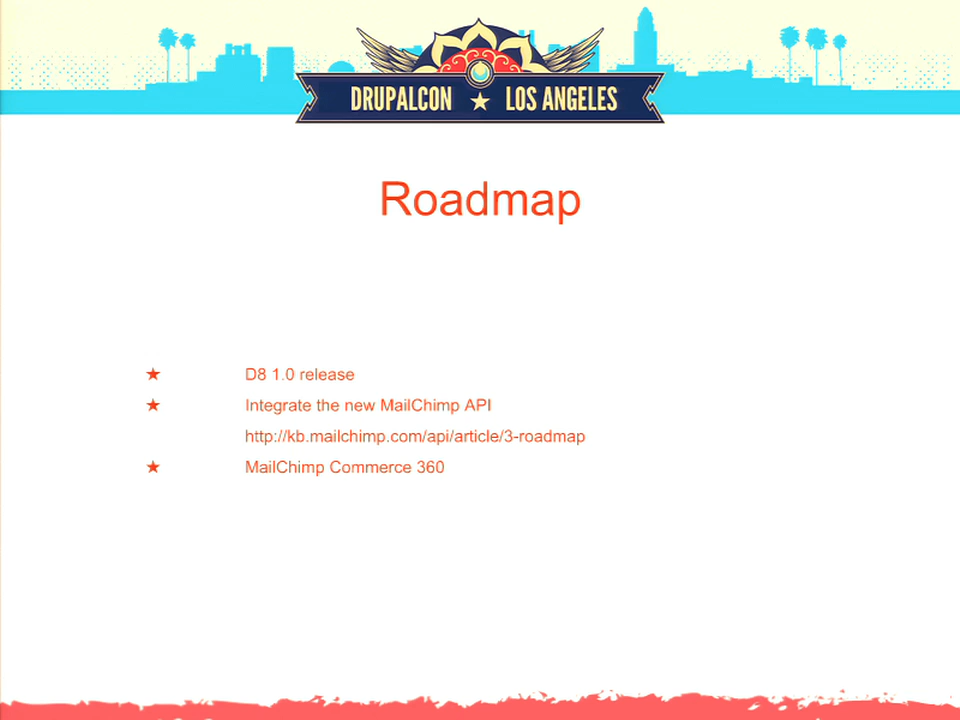 DRUPALCON ★ LOS ANGELES
Roadmap
★ D8 1.0 release
★ Integrate the new MailChimp API
http://kb.mailchimp.com/api/article/3-roadmap
★ MailChimp Commerce 360